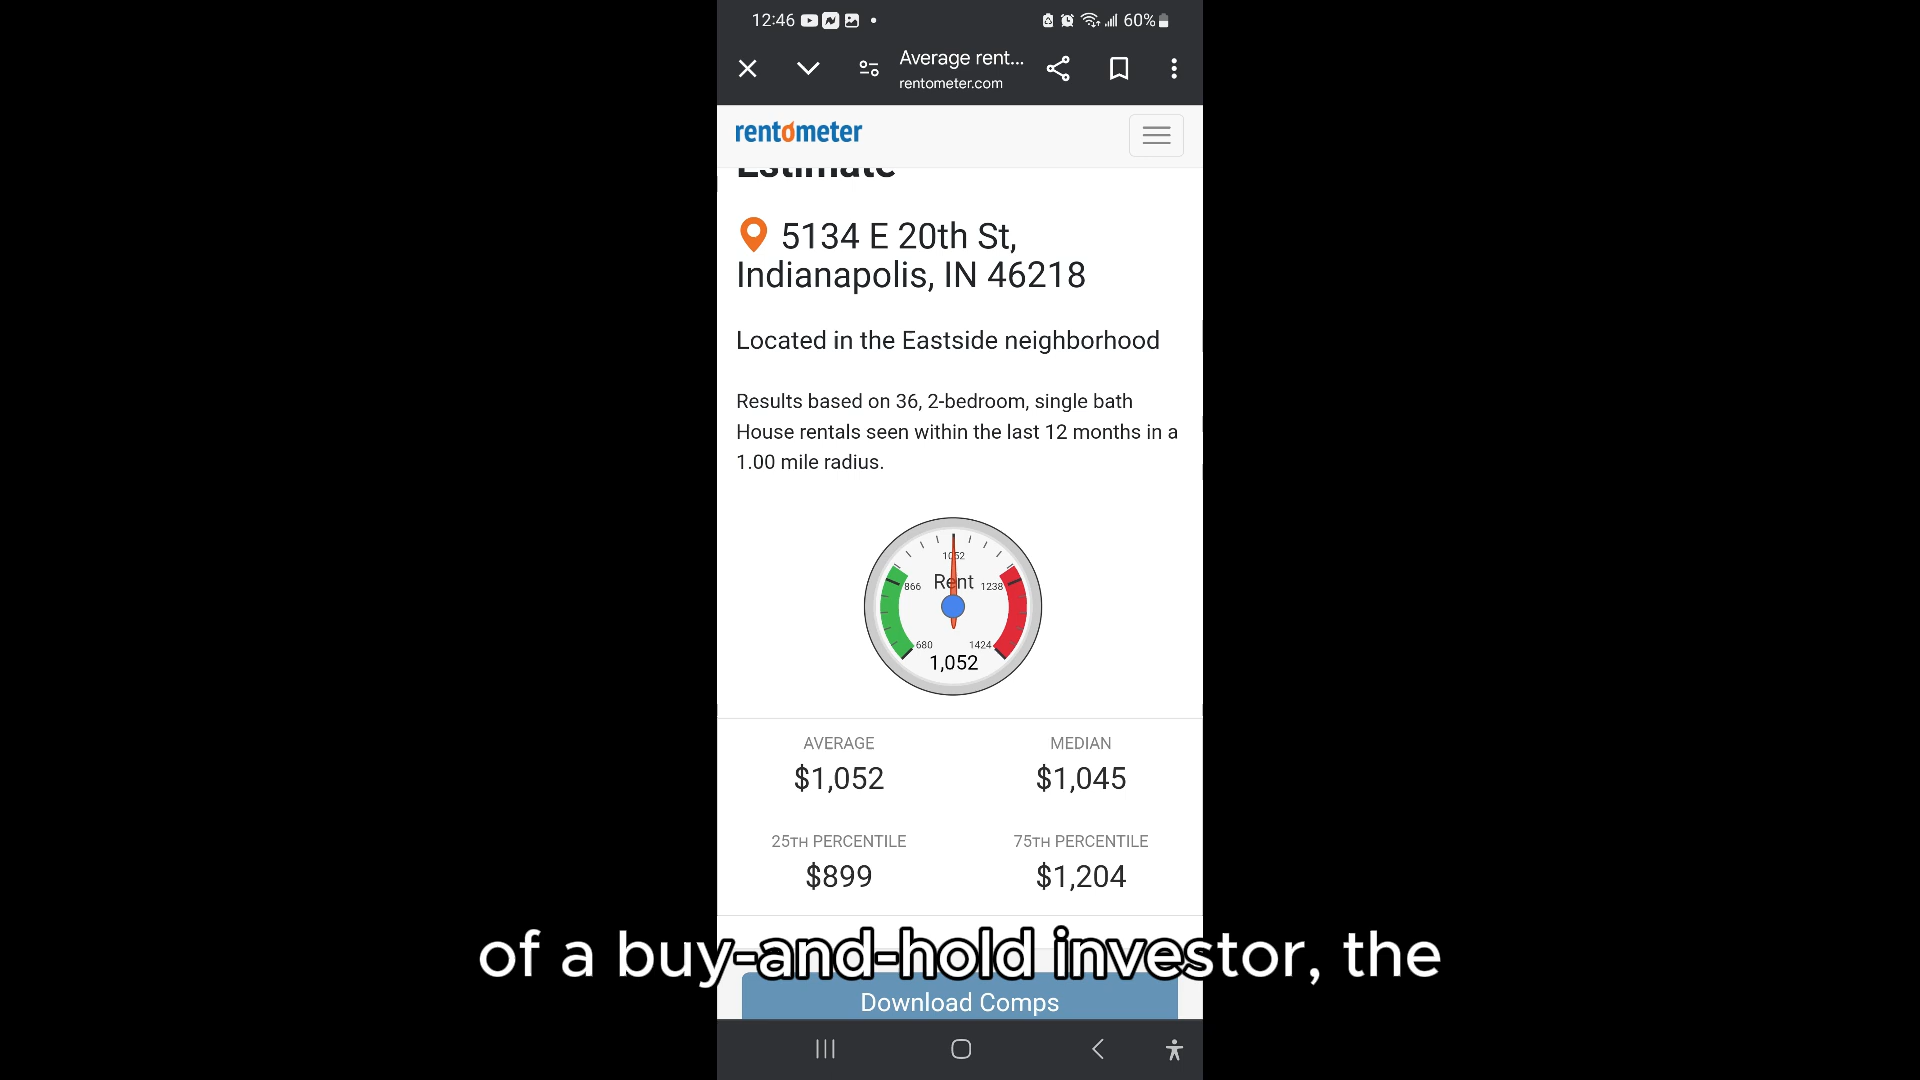 12:46
60%
Average rent...
rentometer.com
rentometer
Estimate
5134 E 20th St,
Indianapolis, IN 46218
Located in the Eastside neighborhood
Results based on 36, 2-bedroom, single bath
House rentals seen within the last 12 months in a
1.00 mile radius.
1052
866 Rent 1238
680 1424
1,052
AVERAGE MEDIAN
$1,052 $1,045
25TH PERCENTILE 75TH PERCENTILE
$899 $1,204
of a buy-and-hold investor, the
Download Comps